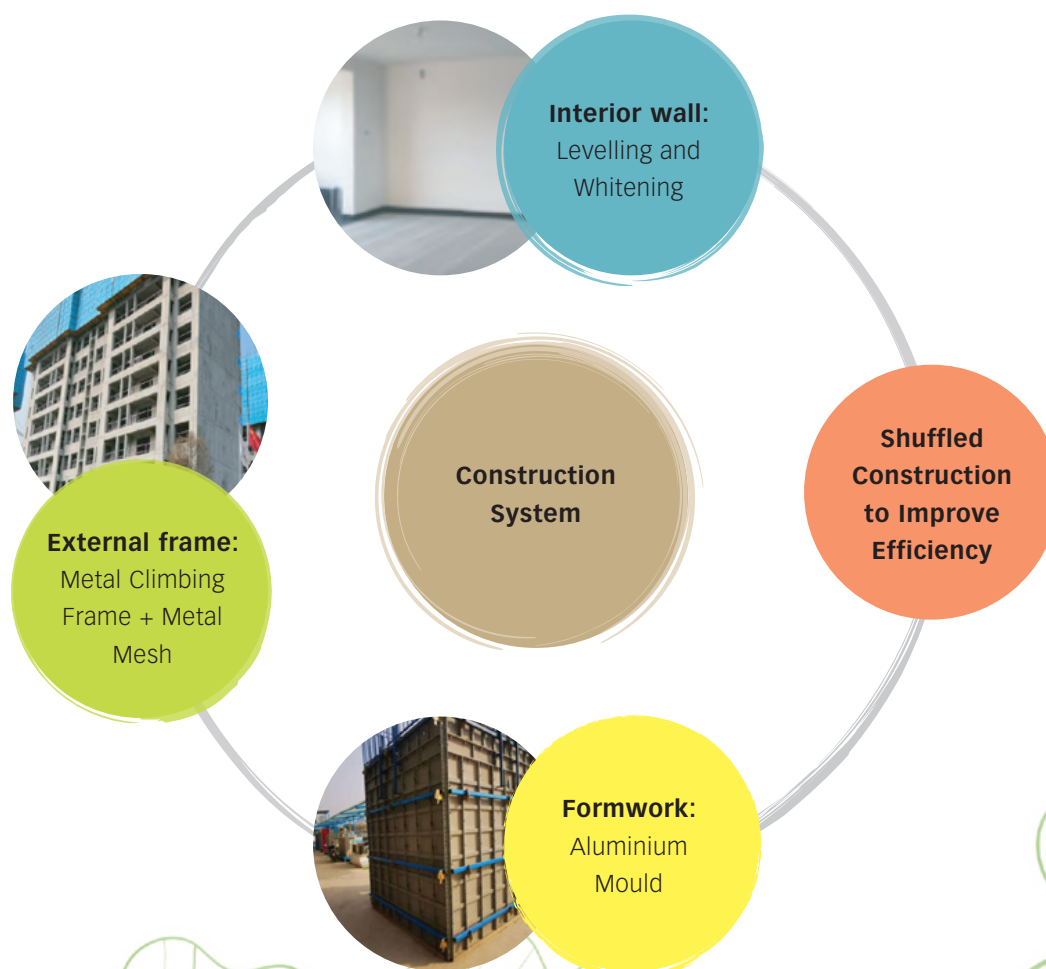 Interior wall:
Levelling and
Whitening
Shuffled
Construction
to Improve
Efficiency
Construction
System
External frame:
Metal Climbing
Frame + Metal
Mesh
Formwork:
Aluminium
Mould